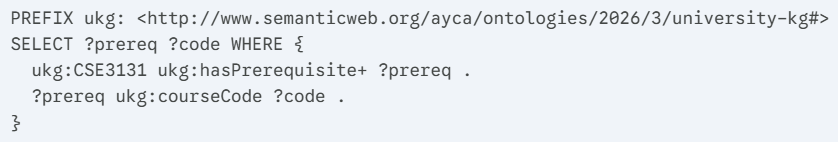 PREFIX ukg: <http://www.semanticweb.org/ayca/ontologies/2026/3/university-kg#>
SELECT ?prereq ?code WHERE {
  ukg:CSE3131 ukg:hasPrerequisite+ ?prereq .
  ?prereq ukg:courseCode ?code .
}